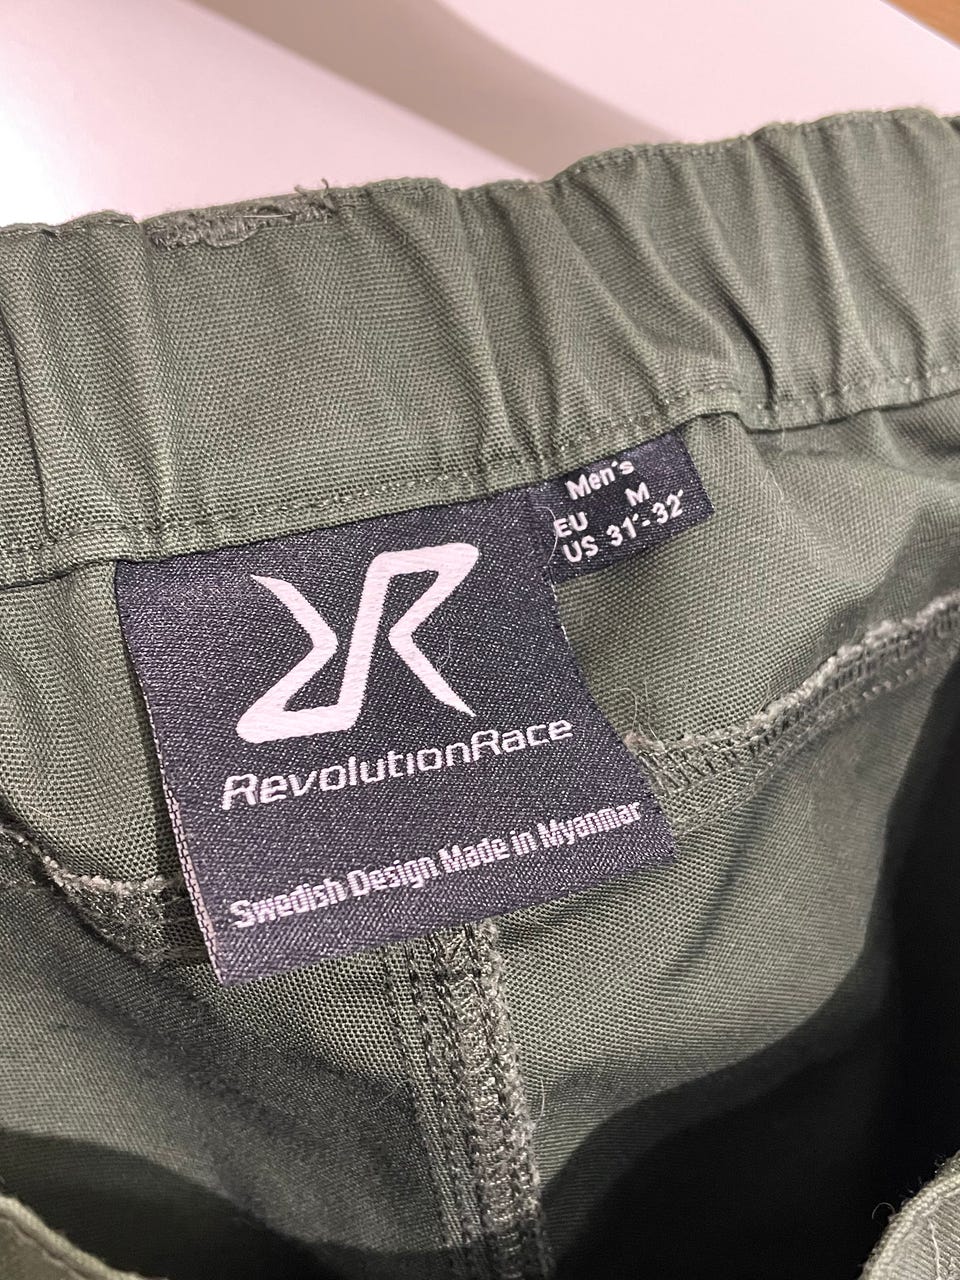 Men's
EU M
US 31'-32'
RevolutionRace
Swedish Design Made in Myanmar